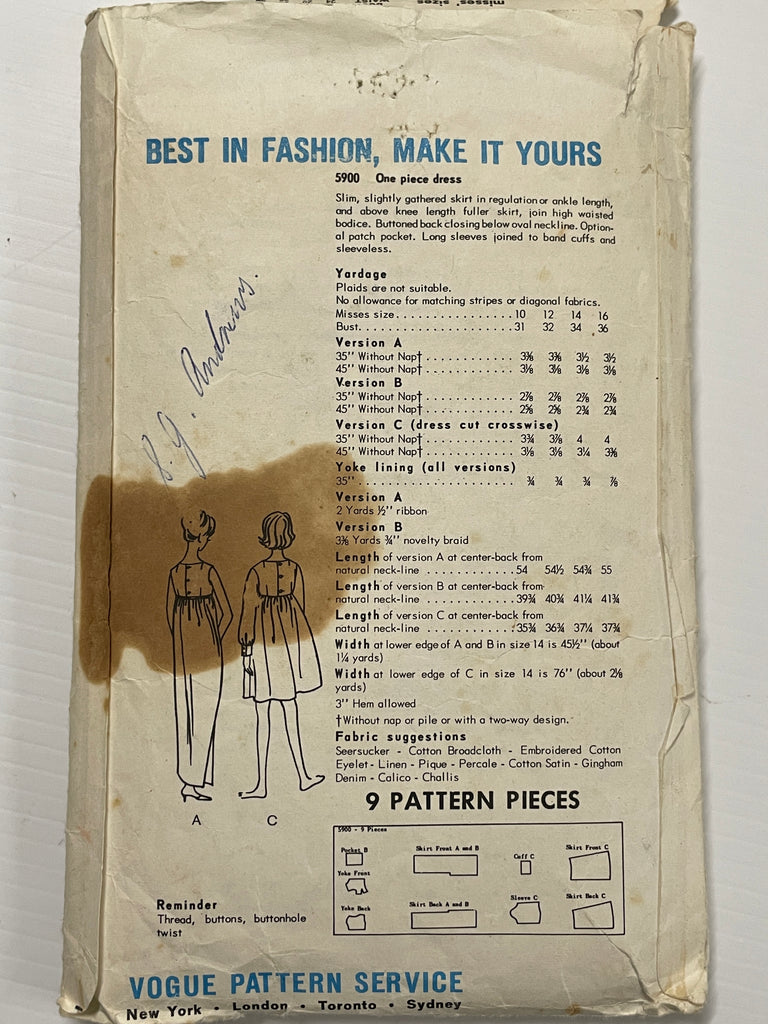 misses' sizes
BEST IN FASHION, MAKE IT YOURS
5900 One piece dress
Slim, slightly gathered skirt in regulation or ankle length,
and above knee length fuller skirt, join high waisted
bodice. Buttoned back closing below oval neckline. Option-
al patch pocket. Long sleeves joined to band cuffs and
sleeveless.
Yardage
Plaids are not suitable.
No allowance for matching stripes or diagonal fabrics.
Misses size................10 12 14 16
Bust.....................31 32 34 36
Version A
35" Without Nap†............3⅜ 3⅜ 3½ 3½
45" Without Nap†............3⅛ 3⅛ 3⅛ 3⅛
Version B
35" Without Nap†............2⅞ 2⅞ 2⅞ 2⅞
45" Without Nap†............2⅝ 2⅝ 2¾ 2¾
Version C (dress cut crosswise)
35" Without Nap†............3¾ 3⅞ 4 4
45" Without Nap†............3⅛ 3⅛ 3¼ 3⅜
Yoke lining (all versions)
35"......................¾ ¾ ¾ ⅞
Version A
2 Yards ½" ribbon
Version B
3⅜ Yards ¾" novelty braid
Length of version A at center-back from
natural neck-line ............54 54½ 54¾ 55
Length of version B at center-back from
natural neck-line ............39¾ 40¾ 41¼ 41¾
Length of version C at center-back from
natural neck-line ............35¾ 36¾ 37¼ 37¾
Width at lower edge of A and B in size 14 is 45½" (about
1¼ yards)
Width at lower edge of C in size 14 is 76" (about 2⅛
yards)
3" Hem allowed
†Without nap or pile or with a two-way design.
Fabric suggestions
Seersucker - Cotton Broadcloth - Embroidered Cotton
Eyelet - Linen - Pique - Percale - Cotton Satin - Gingham
Denim - Calico - Challis
S.G. Andrews.
A C
9 PATTERN PIECES
5900 - 9 Pieces
Pocket B Skirt Front A and B Cuff C Skirt Front C
Yoke Front
Yoke Back Skirt Back A and B Sleeve C Skirt Back C
Reminder
Thread, buttons, buttonhole
twist
VOGUE PATTERN SERVICE
New York • London • Toronto • Sydney